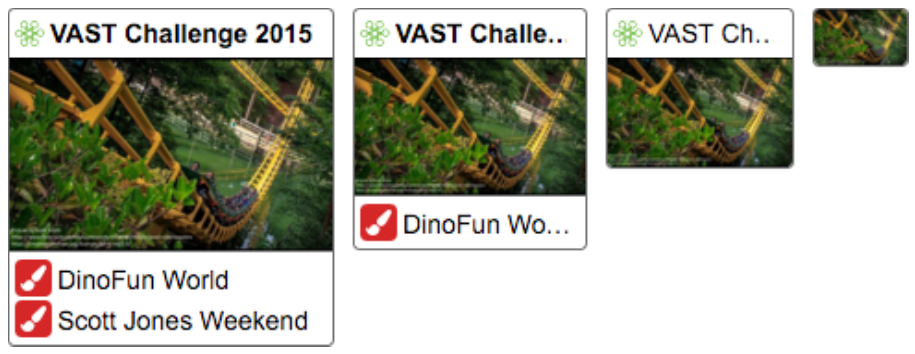 VAST Challenge 2015
DinoFun World
Scott Jones Weekend
VAST Challe...
DinoFun Wo...
VAST Ch...